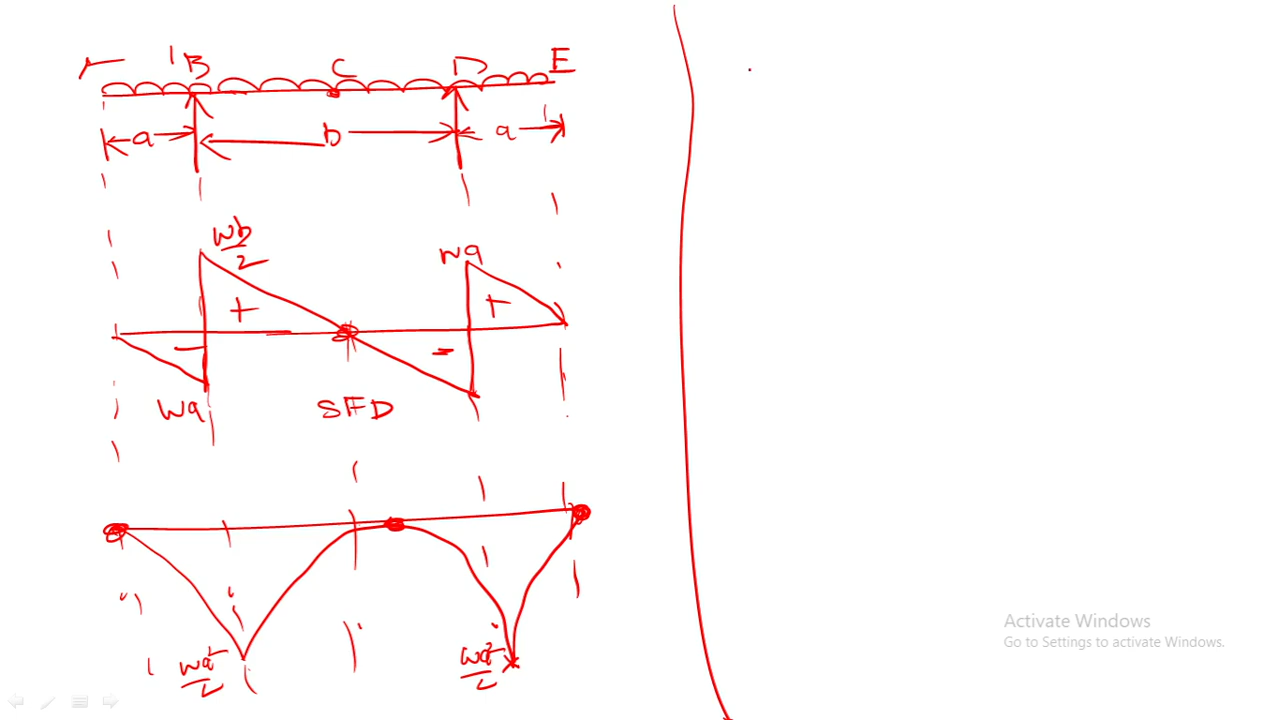 B C D E
a b a
wb/2
wa
+ +
- -
wa
SFD
wa²/2 wa²/2
Activate Windows
Go to Settings to activate Windows.